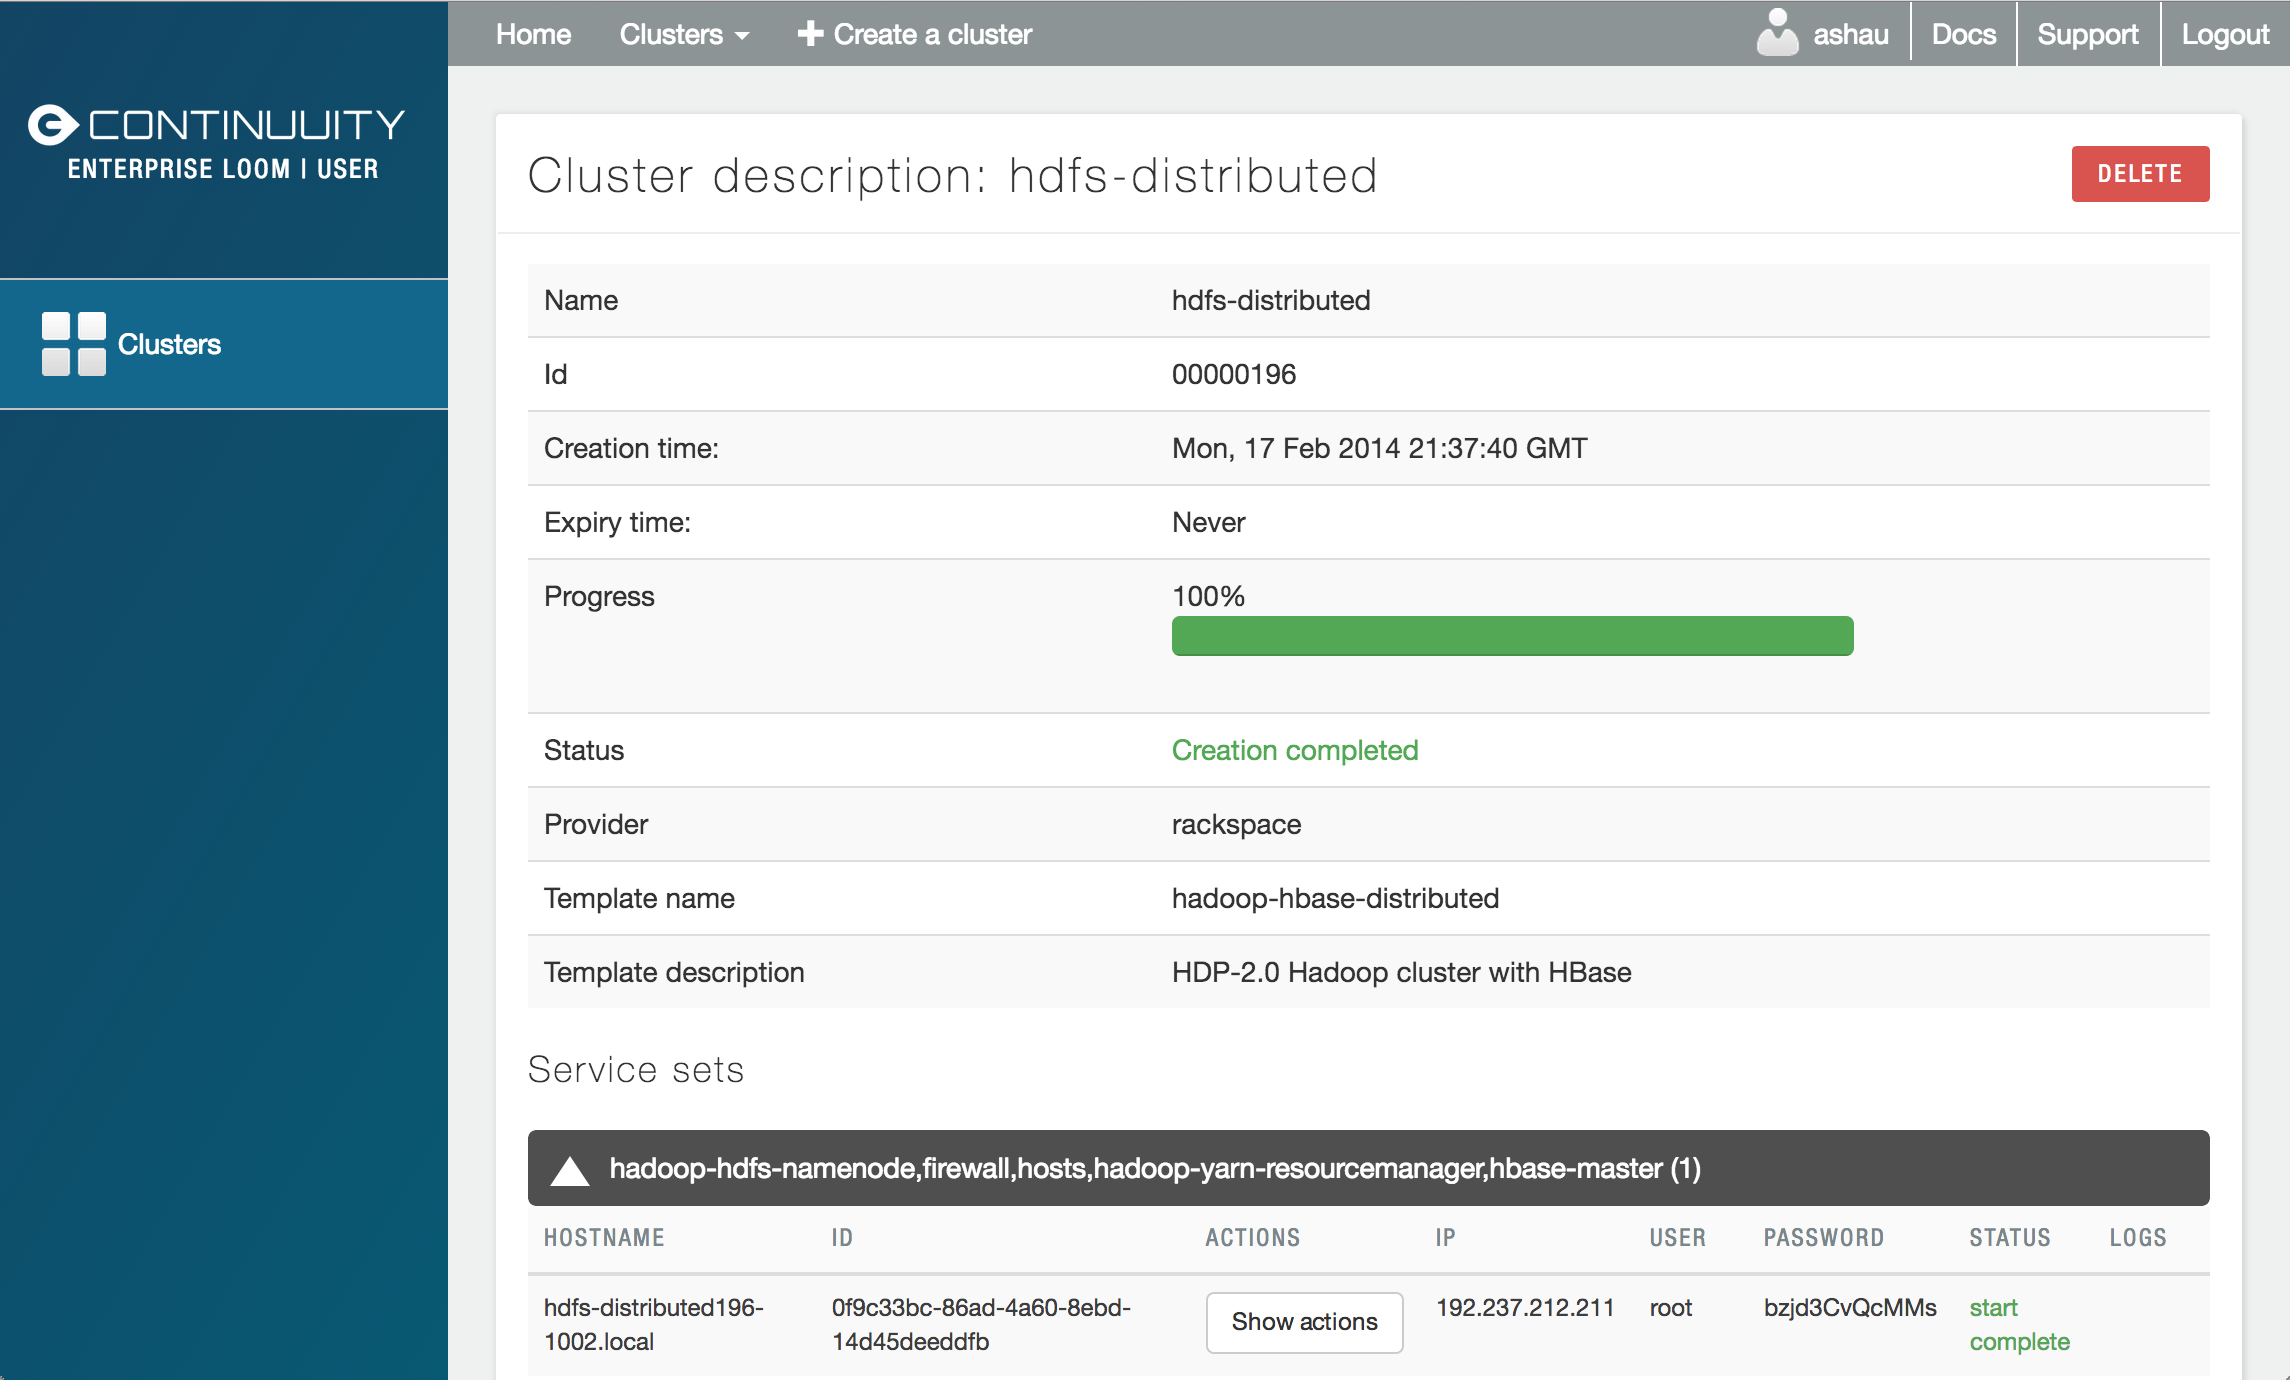 Home Clusters Create a cluster ashau Docs Support Logout
CONTINUUITY
ENTERPRISE LOOM | USER
Clusters
Cluster description: hdfs-distributed
DELETE
Name hdfs-distributed
Id 00000196
Creation time: Mon, 17 Feb 2014 21:37:40 GMT
Expiry time: Never
Progress 100%
Status Creation completed
Provider rackspace
Template name hadoop-hbase-distributed
Template description HDP-2.0 Hadoop cluster with HBase
Service sets
hadoop-hdfs-namenode,firewall,hosts,hadoop-yarn-resourcemanager,hbase-master (1)
HOSTNAME ID ACTIONS IP USER PASSWORD STATUS LOGS
hdfs-distributed196- 0f9c33bc-86ad-4a60-8ebd- Show actions 192.237.212.211 root bzjd3CvQcMMs start
1002.local 14d45deeddfb complete